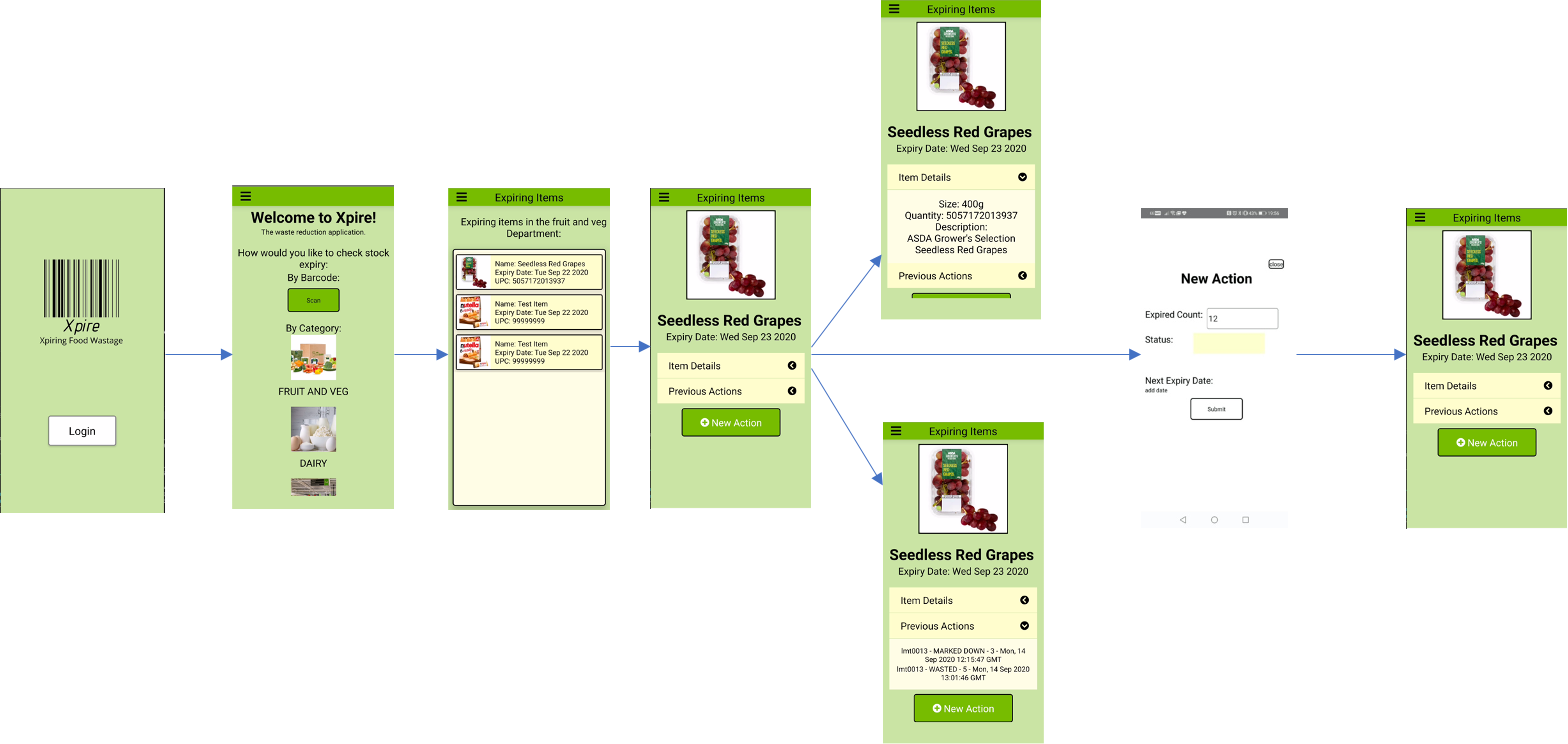 Xpire
Xpiring Food Wastage
Login
Welcome to Xpire!
The waste reduction application.
How would you like to check stock
expiry:
By Barcode:
Scan
By Category:
FRUIT AND VEG
DAIRY
Expiring Items
Expiring items in the fruit and veg
Department:
Name: Seedless Red Grapes
Expiry Date: Tue Sep 22 2020
UPC: 5057172013937
nutella
Name: Test Item
Expiry Date: Tue Sep 22 2020
UPC: 99999999
nutella
Name: Test Item
Expiry Date: Tue Sep 22 2020
UPC: 99999999
Expiring Items
Seedless Red Grapes
Expiry Date: Wed Sep 23 2020
Item Details
Previous Actions
New Action
Expiring Items
Seedless Red Grapes
Expiry Date: Wed Sep 23 2020
Item Details
Size: 400g
Quantity: 5057172013937
Description:
ASDA Grower's Selection
Seedless Red Grapes
Previous Actions
Expiring Items
Seedless Red Grapes
Expiry Date: Wed Sep 23 2020
Item Details
Previous Actions
lmt0013 - MARKED DOWN - 3 - Mon, 14
Sep 2020 12:15:47 GMT
lmt0013 - WASTED - 5 - Mon, 14 Sep 2020
13:01:46 GMT
New Action
43% 19:56
close
New Action
Expired Count: 12
Status:
Next Expiry Date:
add date
Submit
Expiring Items
Seedless Red Grapes
Expiry Date: Wed Sep 23 2020
Item Details
Previous Actions
New Action